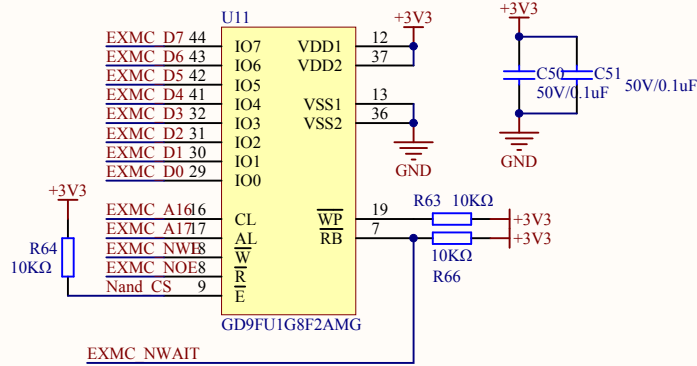 U11
EXMC_D7 44 IO7 VDD1 12 +3V3
EXMC_D6 43 IO6 VDD2 37
EXMC_D5 42 IO5
EXMC_D4 41 IO4 VSS1 13
EXMC_D3 32 IO3 VSS2 36
EXMC_D2 31 IO2
EXMC_D1 30 IO1
EXMC_D0 29 IO0
GND
+3V3
C50
50V/0.1uF
C51
50V/0.1uF
GND
+3V3
R64
10KΩ
EXMC_A16 16 CL WP 19 R63 10KΩ +3V3
EXMC_A17 17 AL RB 7 +3V3
10KΩ
R66
EXMC_NWE 18 W
EXMC_NOE 8 R
Nand_CS 9 E
GD9FU1G8F2AMG
EXMC_NWAIT